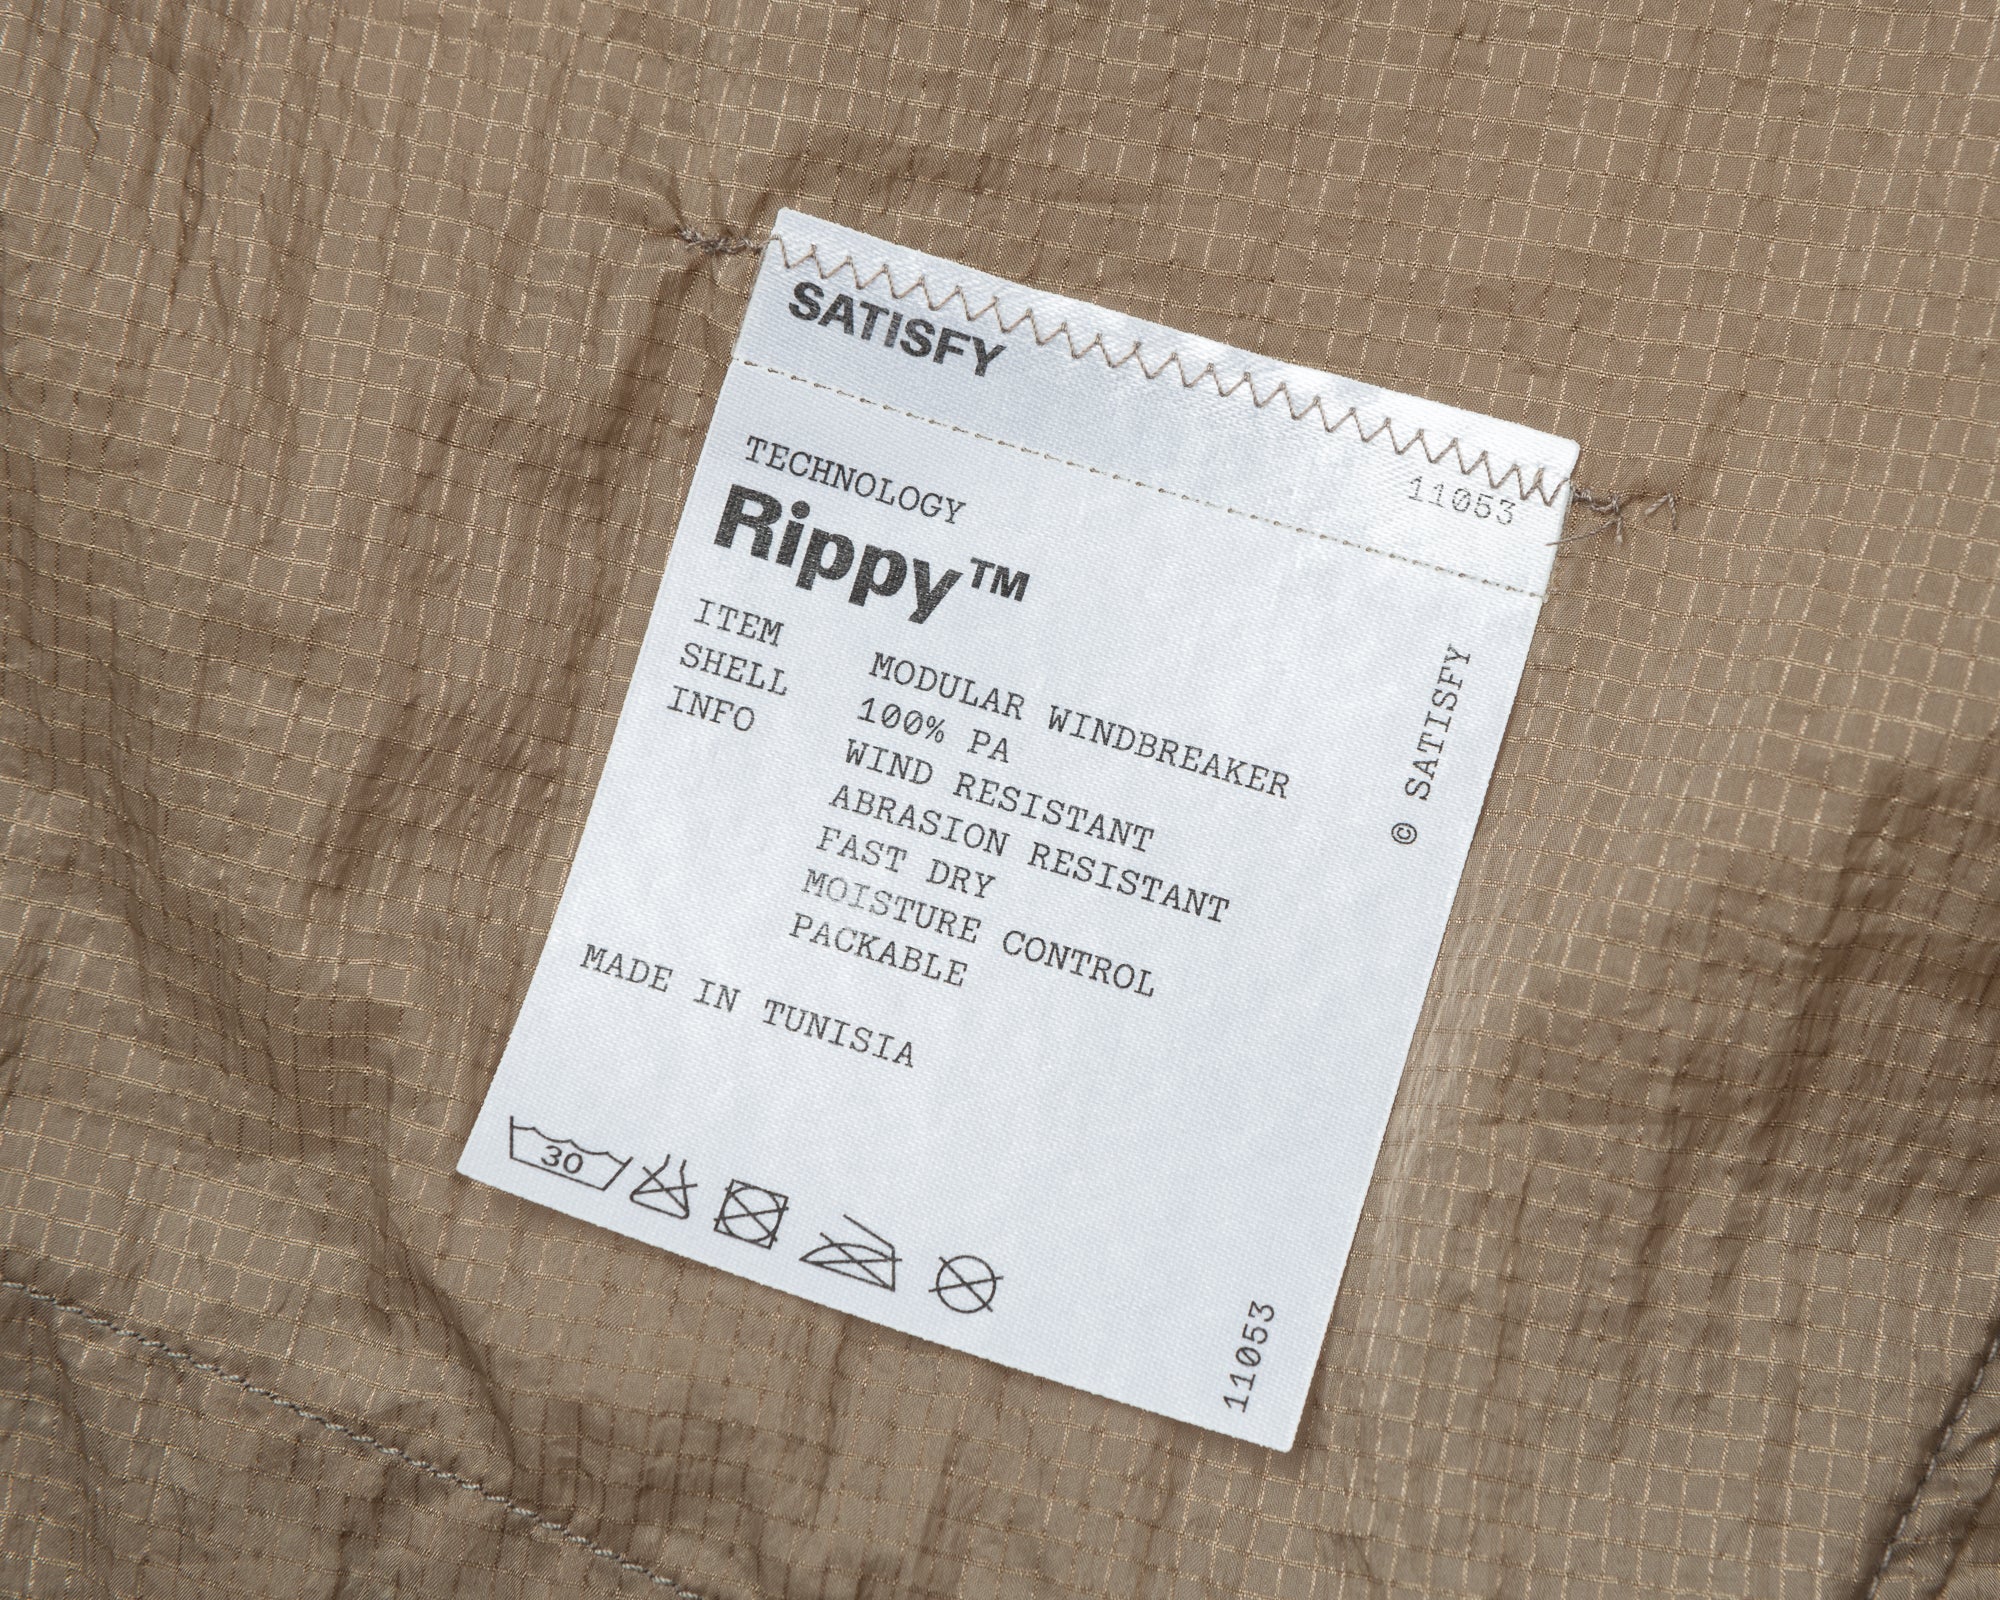 SATISFY
11053
TECHNOLOGY
Rippy™
ITEM MODULAR WINDBREAKER
SHELL 100% PA
INFO WIND RESISTANT
ABRASION RESISTANT
FAST DRY
MOISTURE CONTROL
PACKABLE
MADE IN TUNISIA
© SATISFY
30
11053